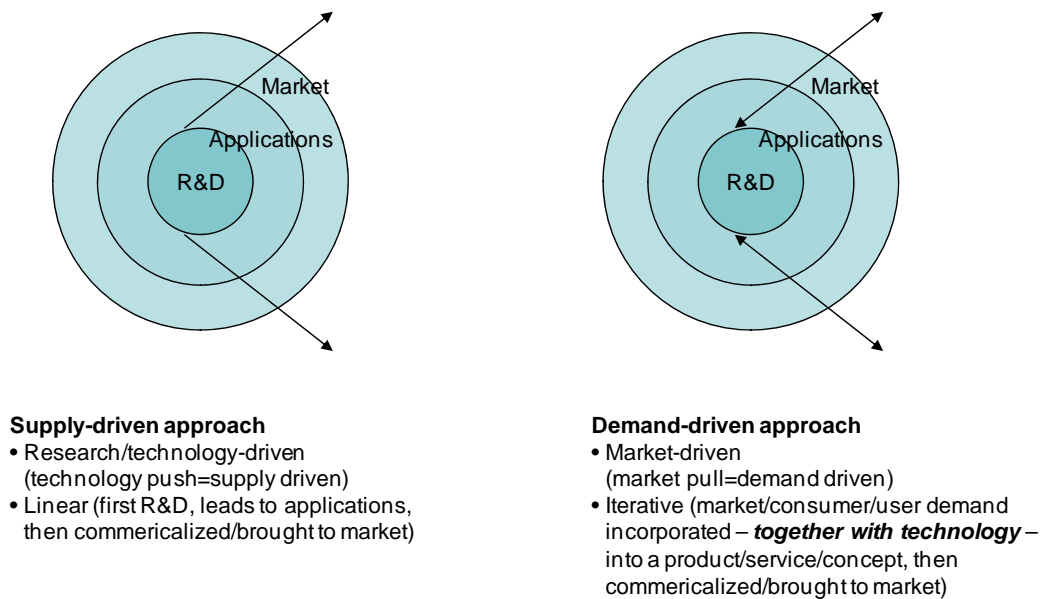 Market
Applications
R&D
Market
Applications
R&D
Supply-driven approach
• Research/technology-driven
(technology push=supply driven)
• Linear (first R&D, leads to applications,
then commericalized/brought to market)
Demand-driven approach
• Market-driven
(market pull=demand driven)
• Iterative (market/consumer/user demand
incorporated – together with technology –
into a product/service/concept, then
commericalized/brought to market)